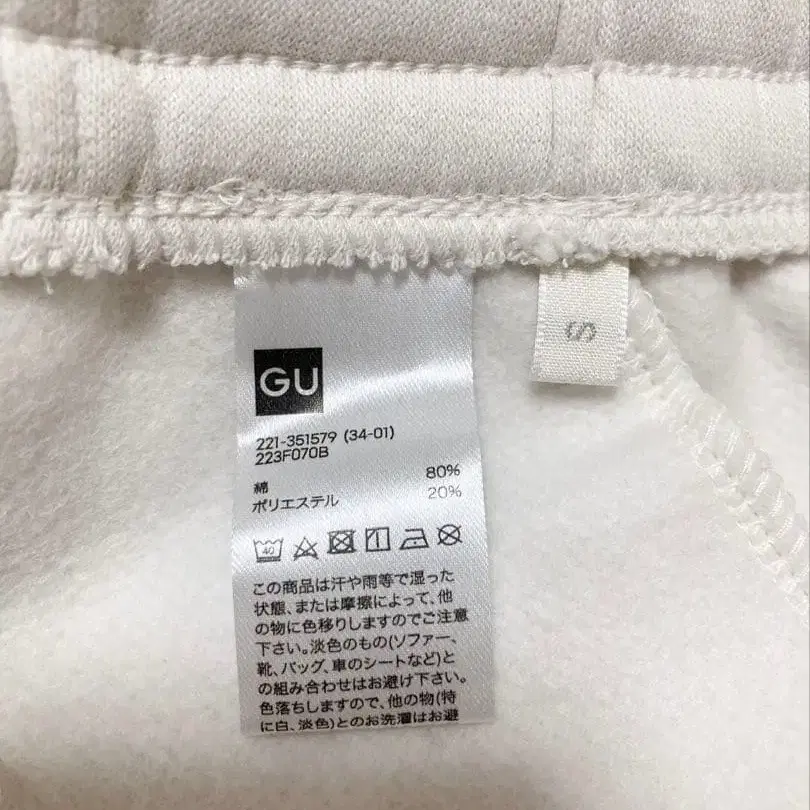 GU
S
221-351579 (34-01)
223F070B
綿 80%
ポリエステル 20%
40
この商品は汗や雨等で湿った
状態、または摩擦によって、他
の物に色移りしますのでご注意
下さい。淡色のもの(ソファー、
靴、バッグ、車のシートなど)と
の組み合わせはお避け下さい。
色落ちしますので、他の物(特
に白、淡色)とのお洗濯はお避